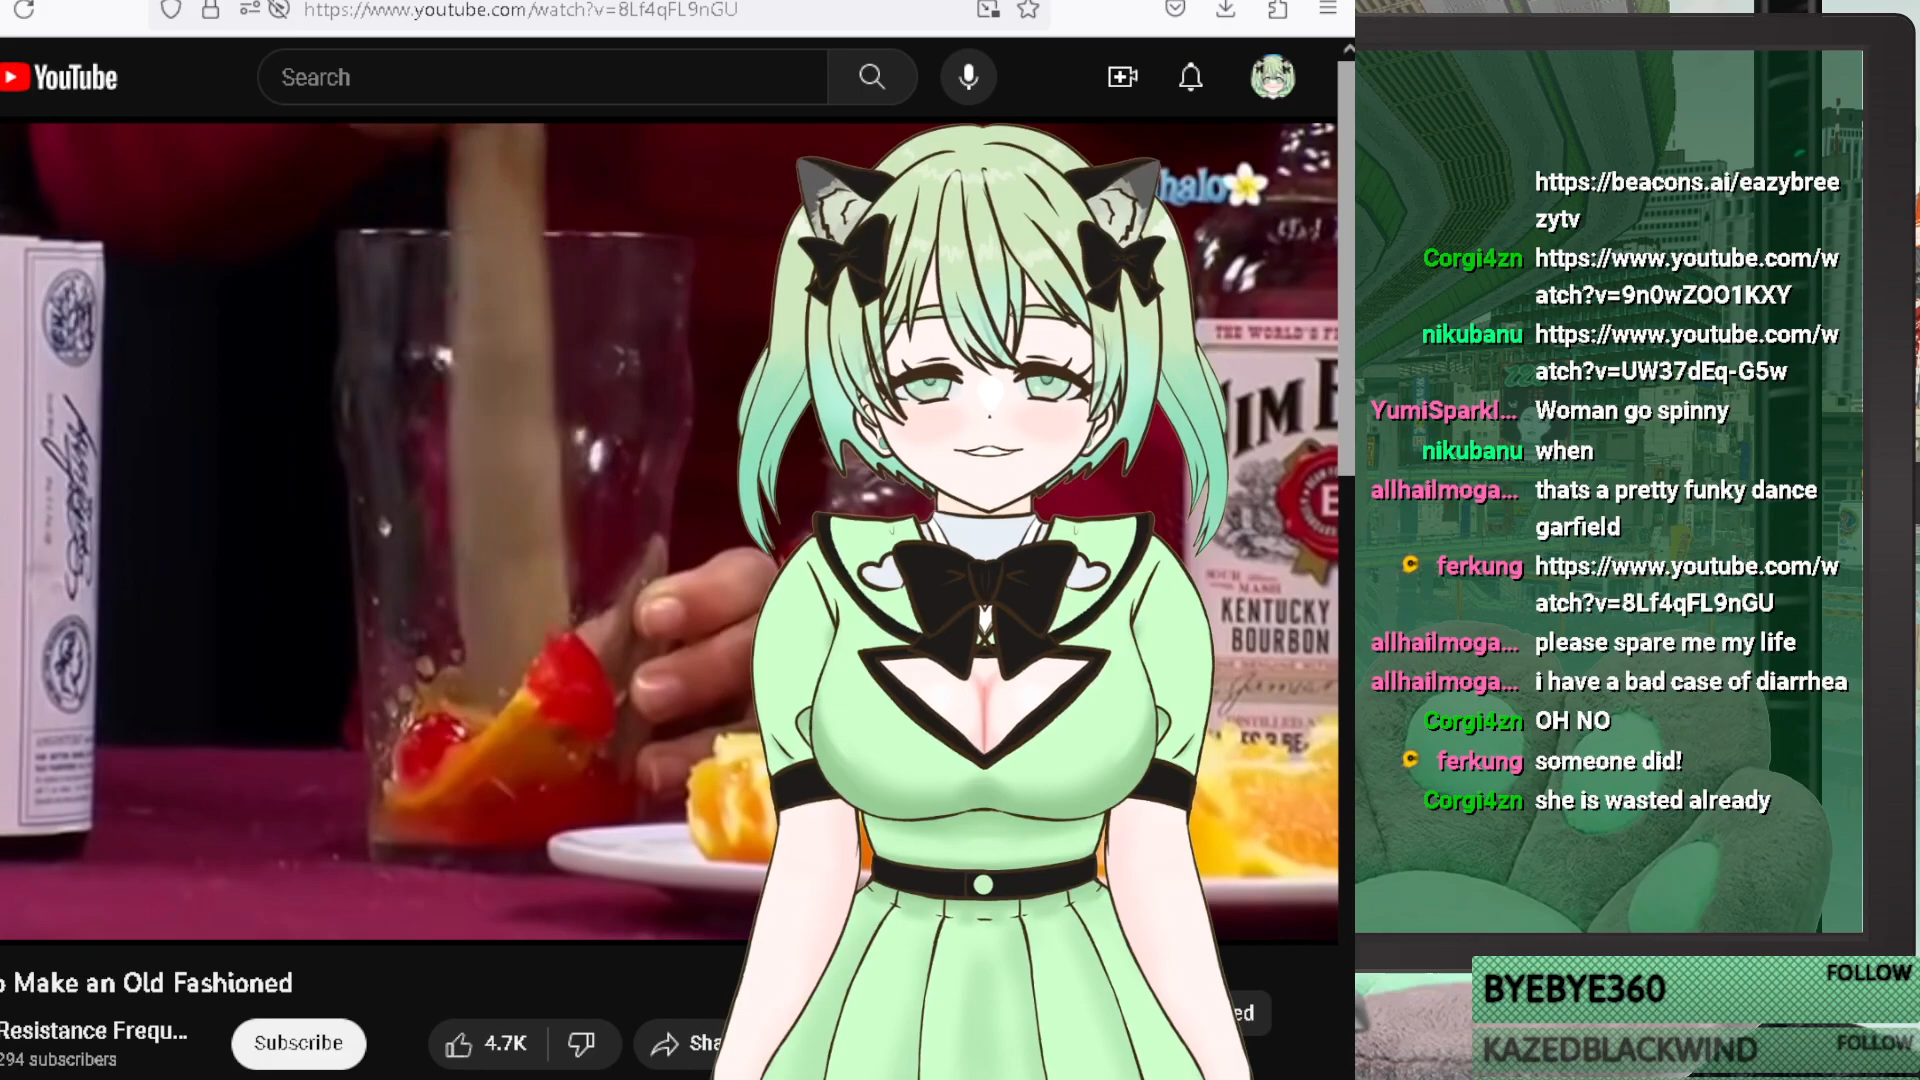 https://www.youtube.com/watch?v=8Lf4qFL9nGU
YouTube
Search
halo
THE WORLD'S
JIM B
SOUR MASH
KENTUCKY
BOURBON
Make an Old Fashioned
Resistance Frequ...
294 subscribers
Subscribe
4.7K
Sha
ed
https://beacons.ai/eazybree
zytv
Corgi4zn https://www.youtube.com/w
atch?v=9n0wZOO1KXY
nikubanu https://www.youtube.com/w
atch?v=UW37dEq-G5w
YumiSparkl... Woman go spinny
nikubanu when
allhailmoga... thats a pretty funky dance
garfield
ferkung https://www.youtube.com/w
atch?v=8Lf4qFL9nGU
allhailmoga... please spare me my life
allhailmoga... i have a bad case of diarrhea
Corgi4zn OH NO
ferkung someone did!
Corgi4zn she is wasted already
BYEBYE360 FOLLOW
KAZEDBLACKWIND FOLLOW